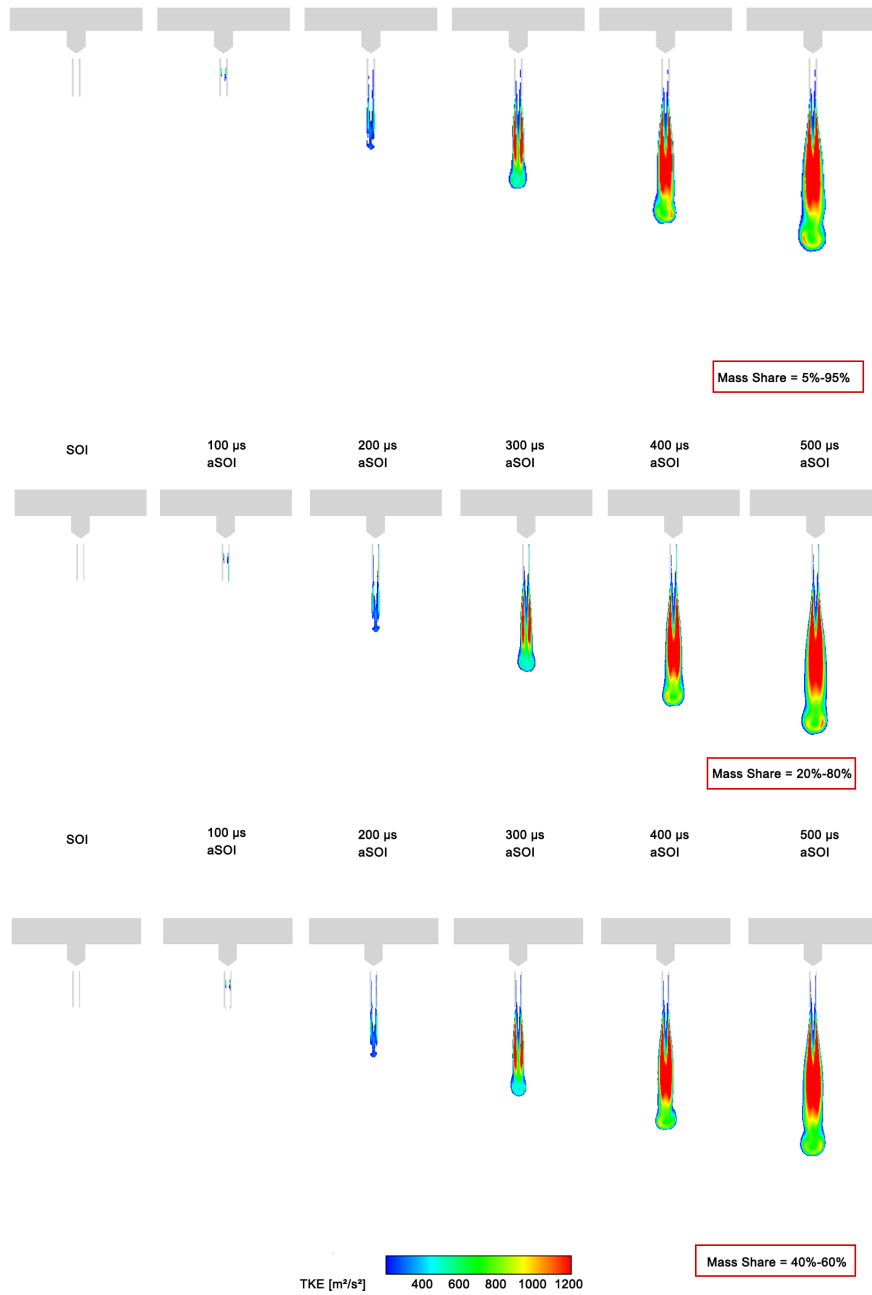 Mass Share = 5%-95%
SOI
100 µs
aSOI
200 µs
aSOI
300 µs
aSOI
400 µs
aSOI
500 µs
aSOI
Mass Share = 20%-80%
SOI
100 µs
aSOI
200 µs
aSOI
300 µs
aSOI
400 µs
aSOI
500 µs
aSOI
Mass Share = 40%-60%
TKE [m²/s²] 400 600 800 1000 1200